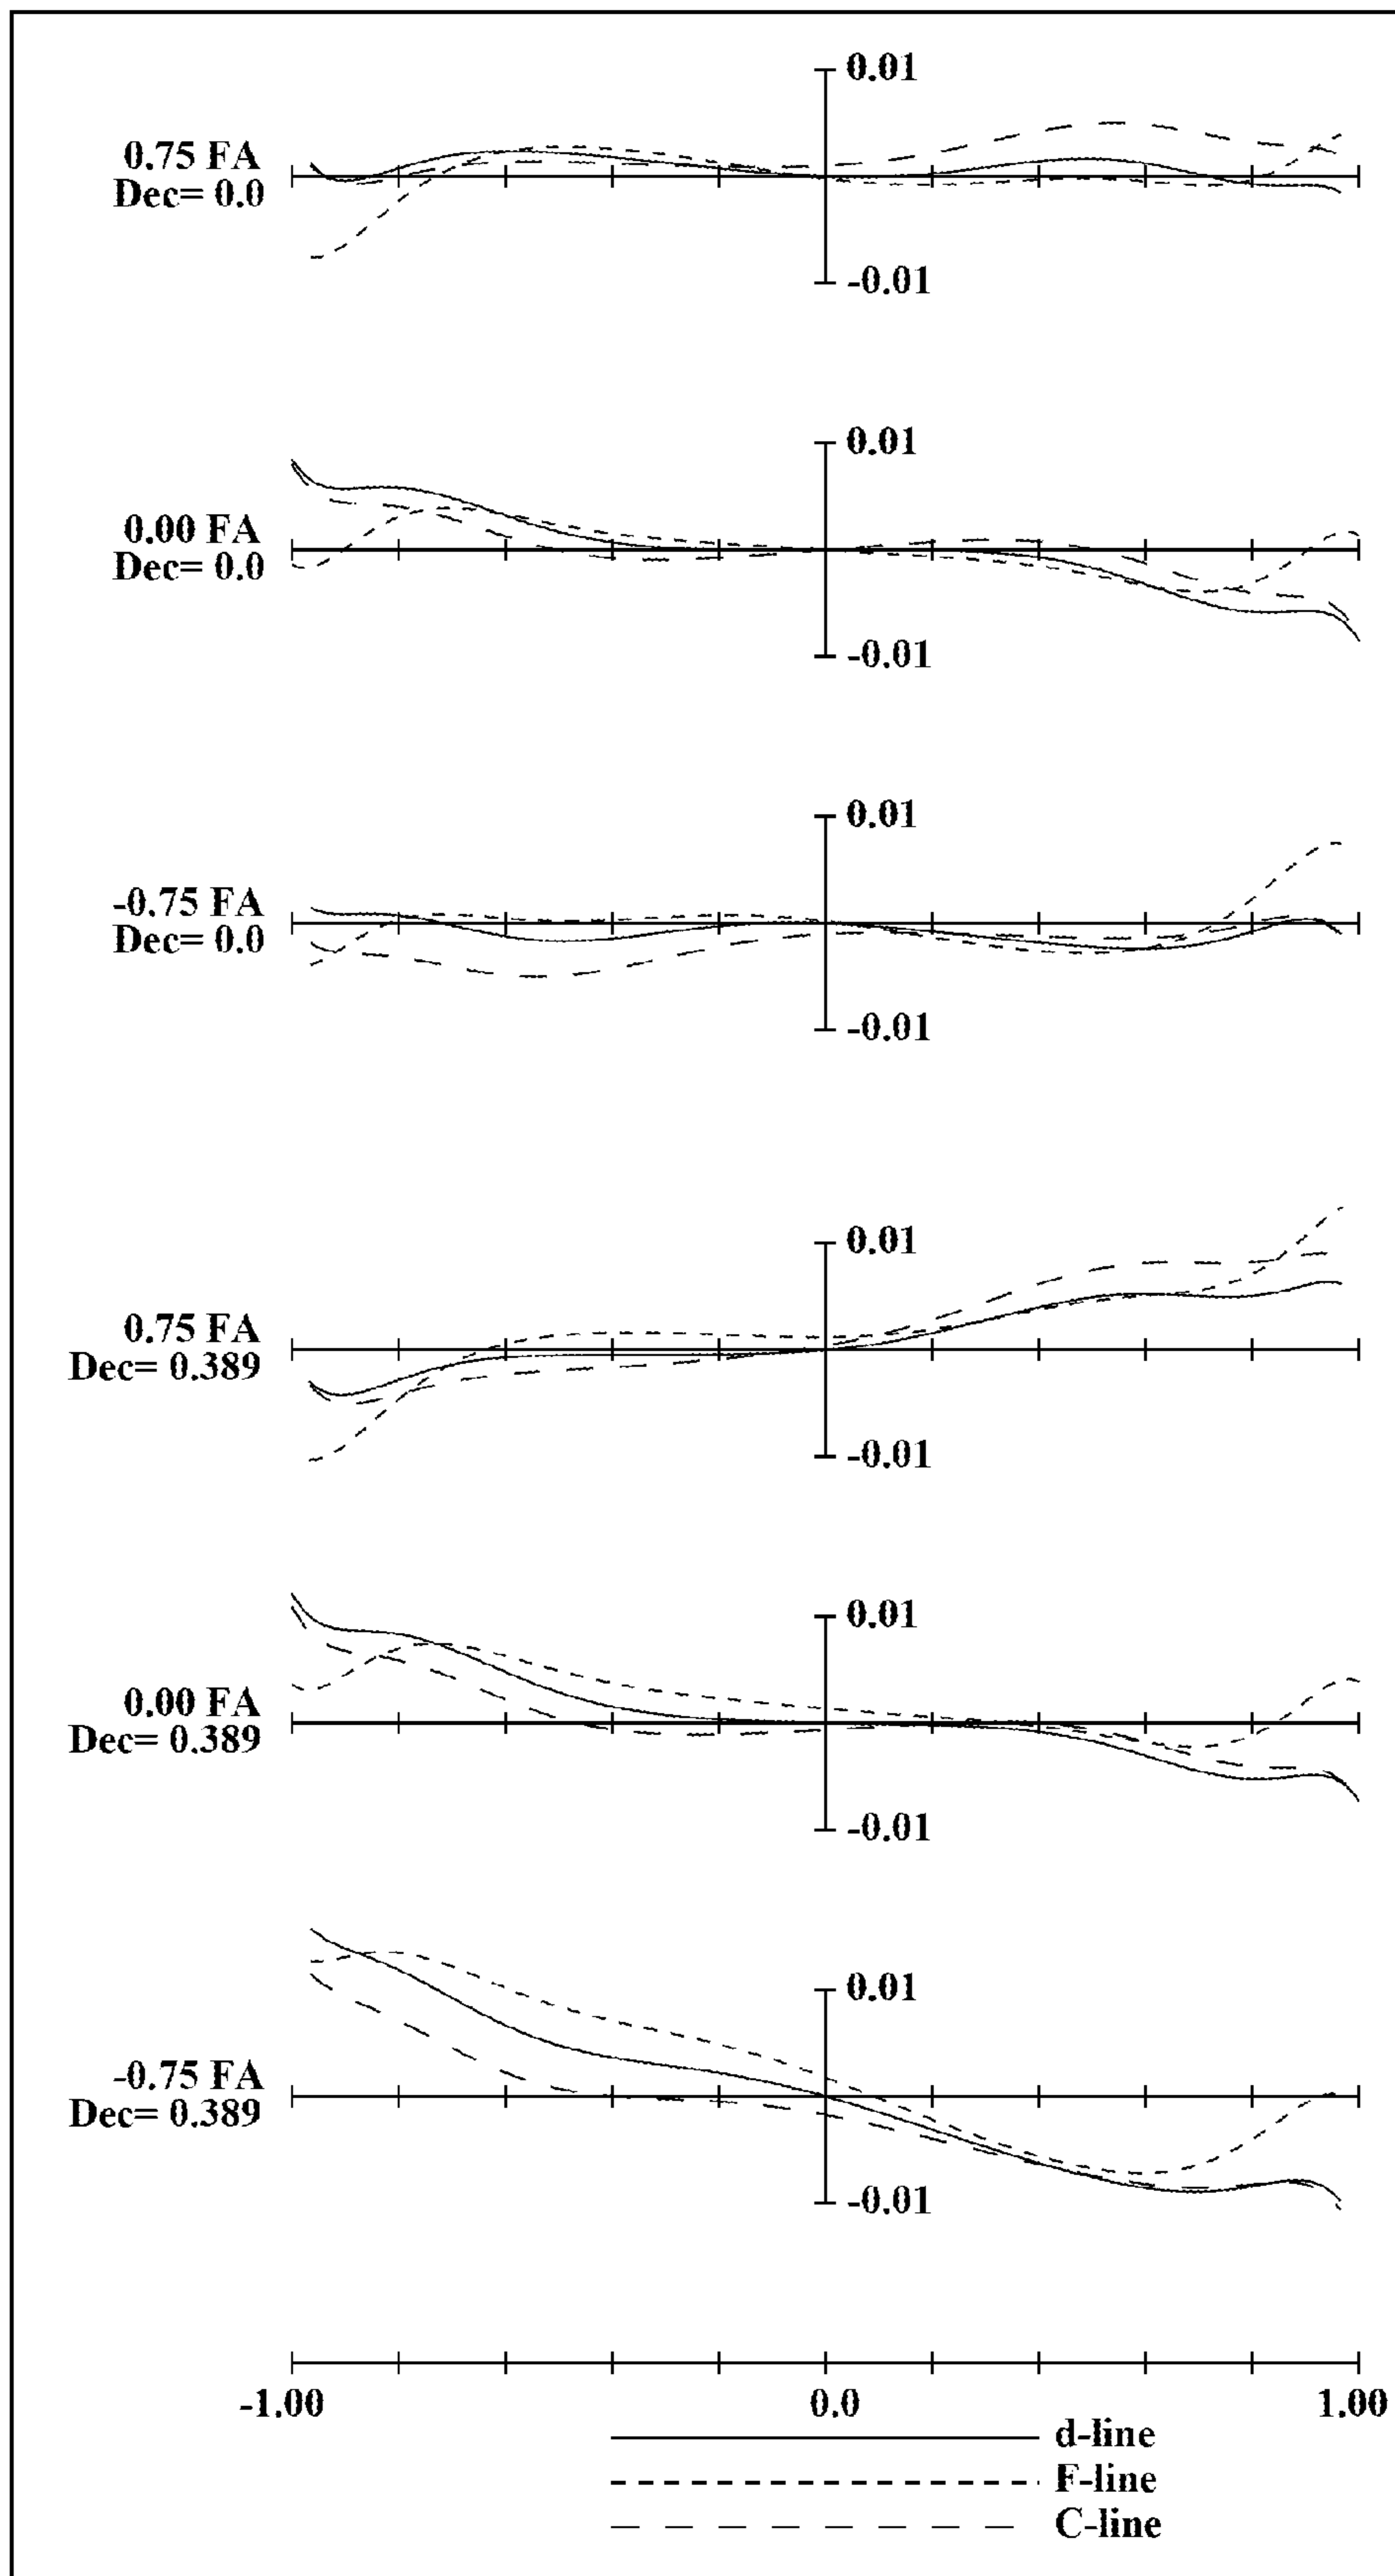 0.01
0.75 FA
Dec= 0.0
-0.01
0.01
0.00 FA
Dec= 0.0
-0.01
0.01
-0.75 FA
Dec= 0.0
-0.01
0.01
0.75 FA
Dec= 0.389
-0.01
0.01
0.00 FA
Dec= 0.389
-0.01
0.01
-0.75 FA
Dec= 0.389
-0.01
-1.00 0.0 1.00
d-line
F-line
C-line